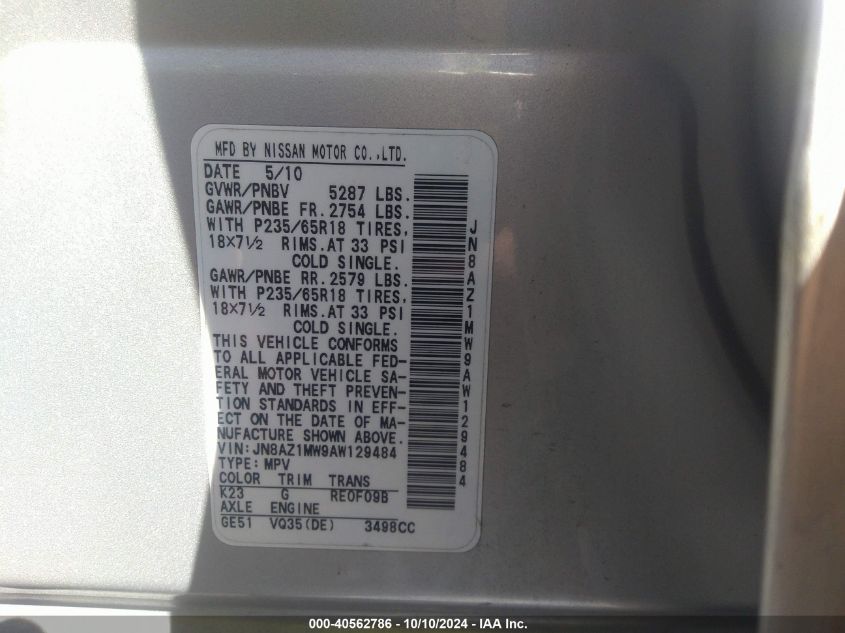 MFD BY NISSAN MOTOR CO.,LTD.
DATE 5/10
GVWR/PNBV 5287 LBS.
GAWR/PNBE FR. 2754 LBS.
WITH P235/65R18 TIRES,
18×7½ RIMS.AT 33 PSI
COLD SINGLE.
GAWR/PNBE RR. 2579 LBS.
WITH P235/65R18 TIRES,
18×7½ RIMS.AT 33 PSI
COLD SINGLE.
THIS VEHICLE CONFORMS
TO ALL APPLICABLE FED-
ERAL MOTOR VEHICLE SA-
FETY AND THEFT PREVEN-
TION STANDARDS IN EFF-
ECT ON THE DATE OF MA-
NUFACTURE SHOWN ABOVE.
VIN:JN8AZ1MW9AW129484
TYPE: MPV
COLOR TRIM TRANS
K23 G RE0F09B
AXLE ENGINE
GE51 VQ35(DE) 3498CC
JN8AZ1MW9AW129484
000-40562786 - 10/10/2024 - IAA Inc.